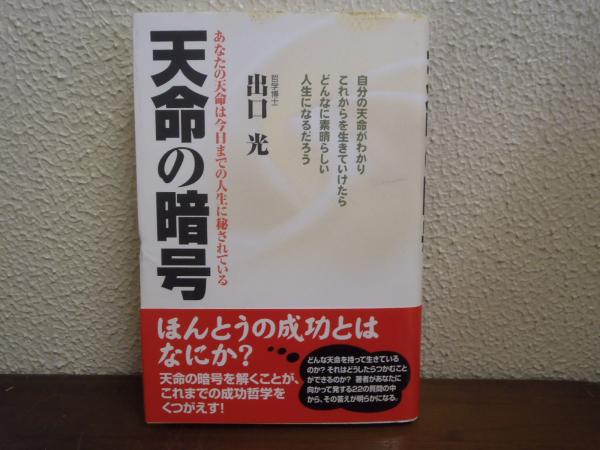 自分の天命がわかり
これからを生きていけたら
どんなに素晴らしい
人生になるだろう
哲学博士
出口 光
あなたの天命は今日までの人生に秘されている
天命の暗号
ほんとうの成功とは
なにか?
天命の暗号を解くことが、
これまでの成功哲学を
くつがえす!
どんな天命を持って生きている
のか? それはどうしたらつかむこと
ができるのか? 著者があなたに
向かって発する22の質問の中
から、その答えが明らかになる。